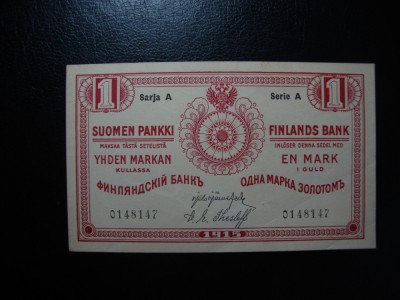 1 Sarja A Serie A 1
SUOMEN PANKKI FINLANDS BANK
MAKSAA TÄSTÄ SETELISTÄ INLÖSER DENNA SEDEL MED
YHDEN MARKAN EN MARK
KULLASSA I GULD
ФИНЛЯНДСКІЙ БАНКЪ ОДНА МАРКА ЗОЛОТОМЪ
0148147 0148147
1915